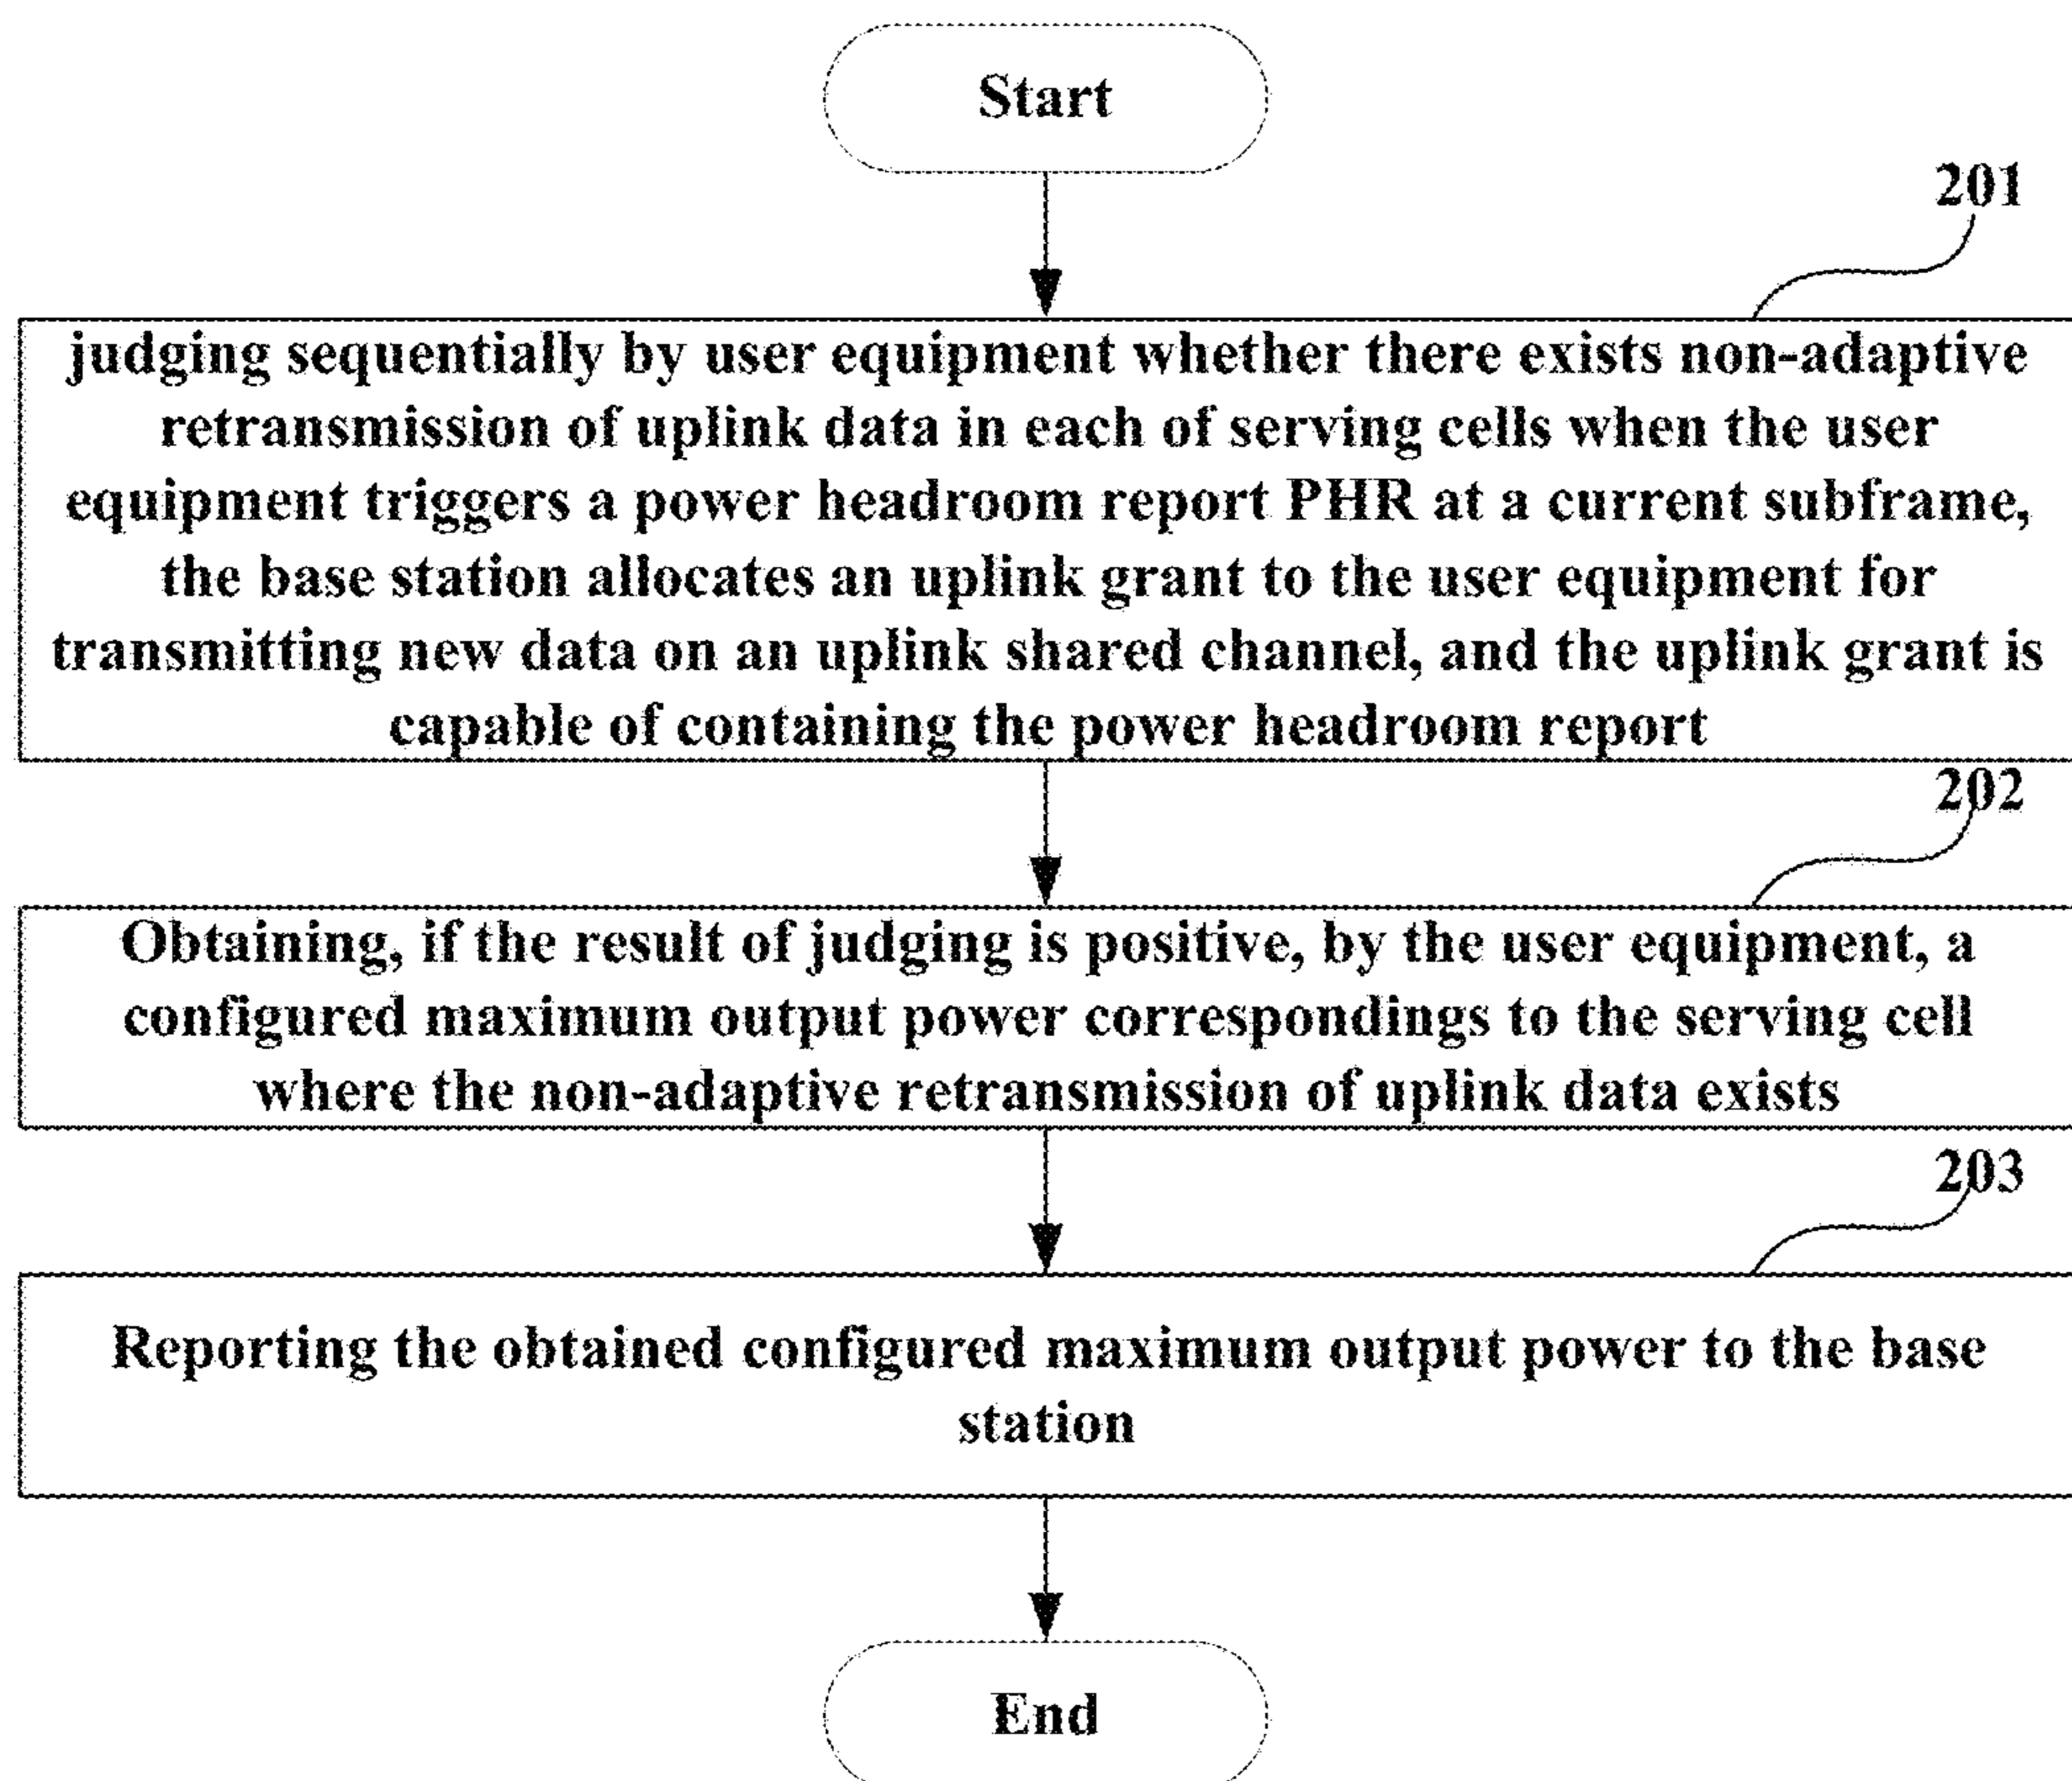 Start
201
judging sequentially by user equipment whether there exists non-adaptive
retransmission of uplink data in each of serving cells when the user
equipment triggers a power headroom report PHR at a current subframe,
the base station allocates an uplink grant to the user equipment for
transmitting new data on an uplink shared channel, and the uplink grant is
capable of containing the power headroom report
202
Obtaining, if the result of judging is positive, by the user equipment, a
configured maximum output power correspondings to the serving cell
where the non-adaptive retransmission of uplink data exists
203
Reporting the obtained configured maximum output power to the base
station
End